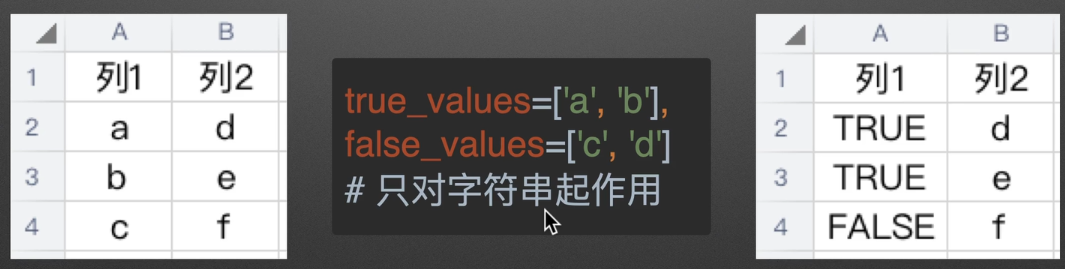 A B
1 列1 列2
2 a d
3 b e
4 c f
true_values=['a', 'b'],
false_values=['c', 'd']
# 只对字符串起作用
A B
1 列1 列2
2 TRUE d
3 TRUE e
4 FALSE f